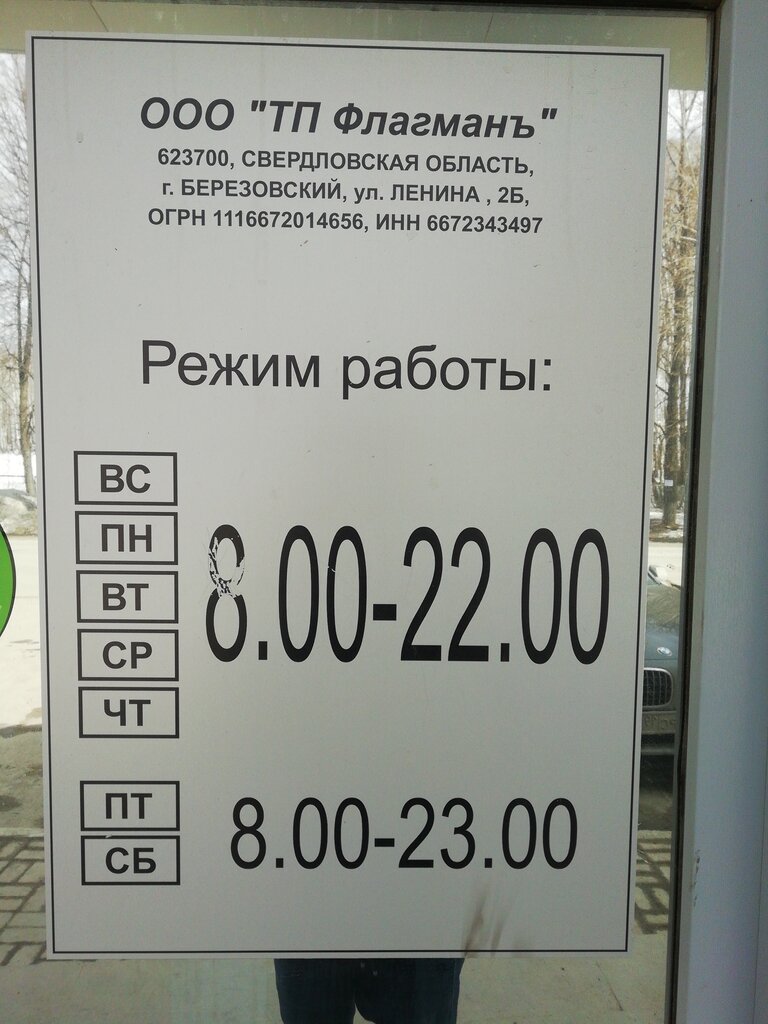 ООО "ТП Флагманъ"
623700, СВЕРДЛОВСКАЯ ОБЛАСТЬ,
г. БЕРЕЗОВСКИЙ, ул. ЛЕНИНА , 2Б,
ОГРН 1116672014656, ИНН 6672343497
Режим работы:
ВС
ПН
ВТ
СР
ЧТ
8.00-22.00
ПТ
СБ
8.00-23.00